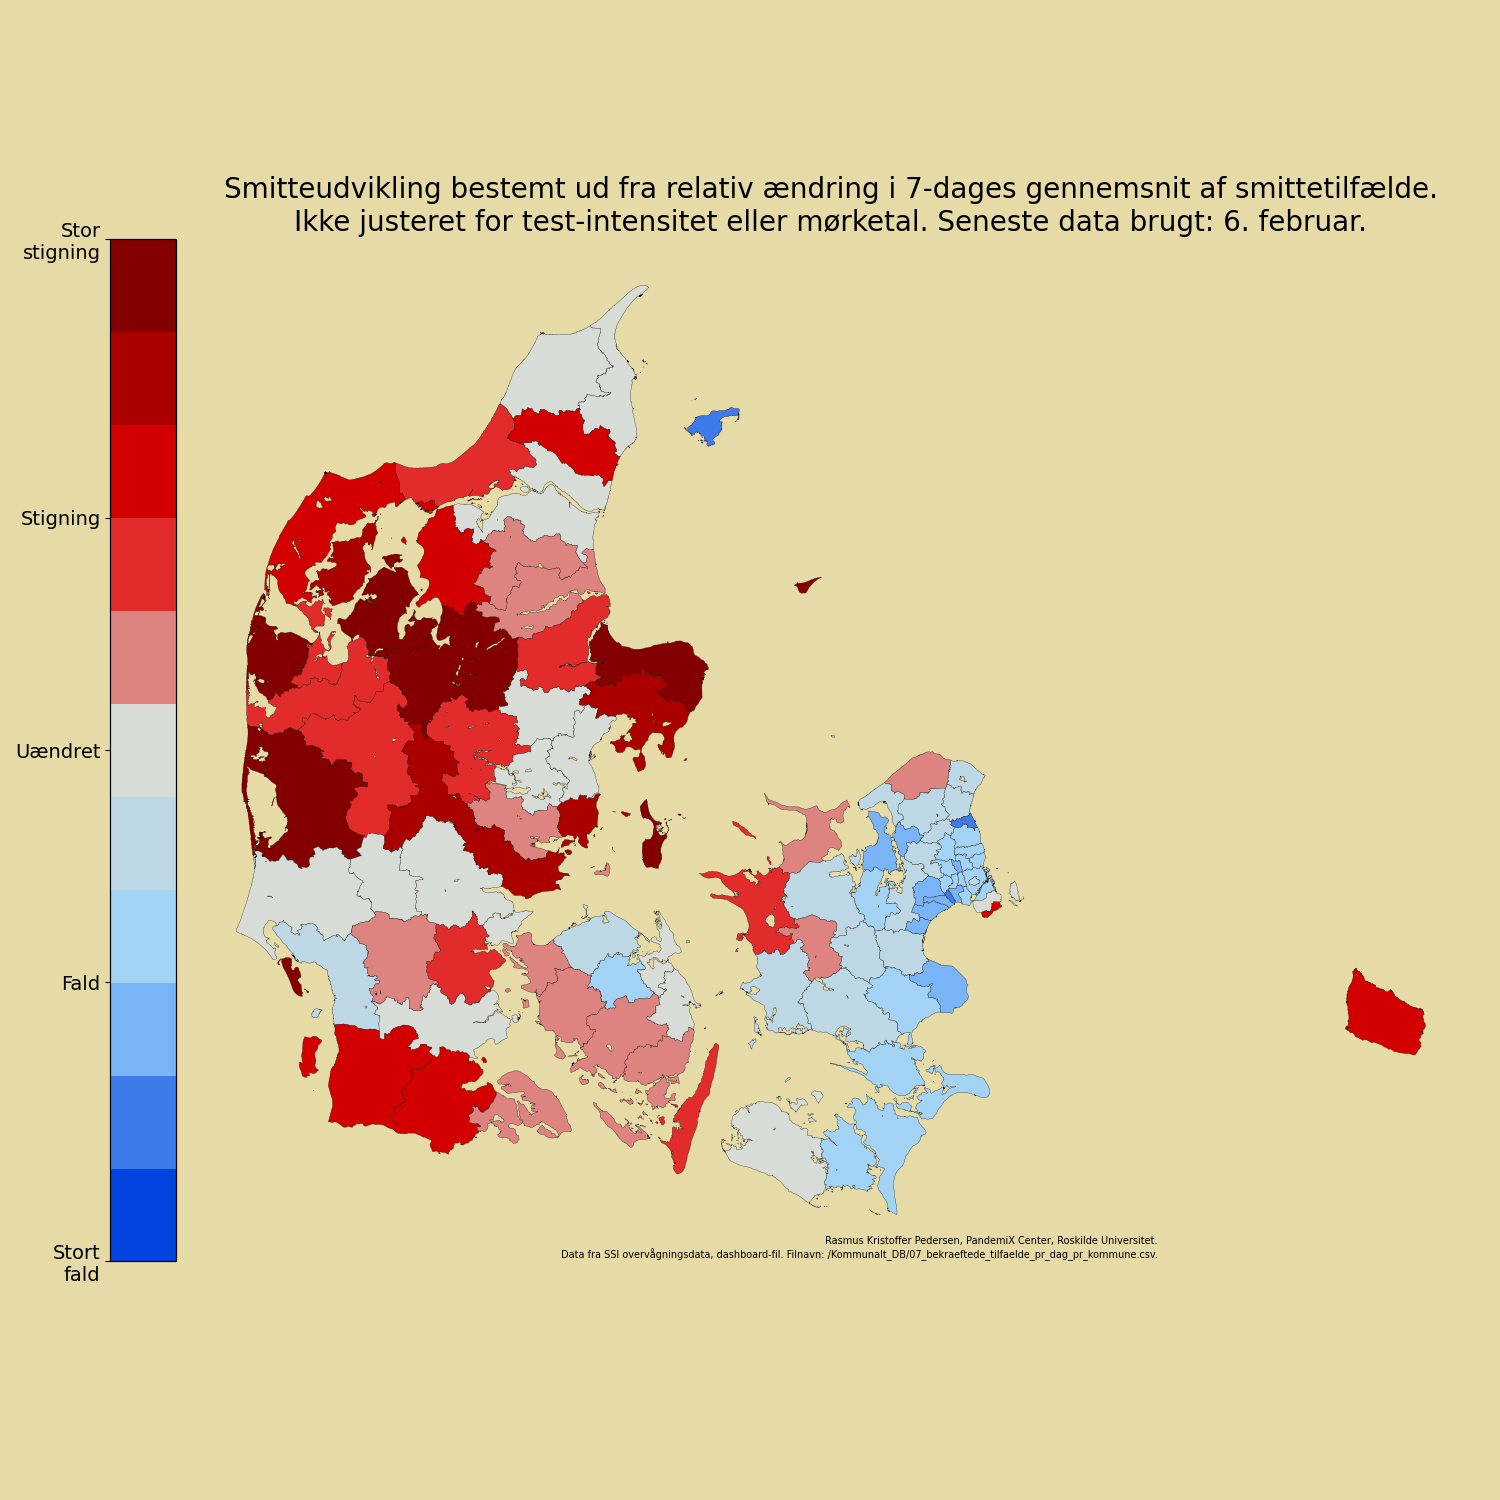 Smitteudvikling bestemt ud fra relativ ændring i 7-dages gennemsnit af smittetilfælde.
Ikke justeret for test-intensitet eller mørketal. Seneste data brugt: 6. februar.
Stor
stigning
Stigning
Uændret
Fald
Stort
fald
Rasmus Kristoffer Pedersen, PandemiX Center, Roskilde Universitet.
Data fra SSI overvågningsdata, dashboard-fil. Filnavn: /Kommunalt_DB/07_bekraeftede_tilfaelde_pr_dag_pr_kommune.csv.